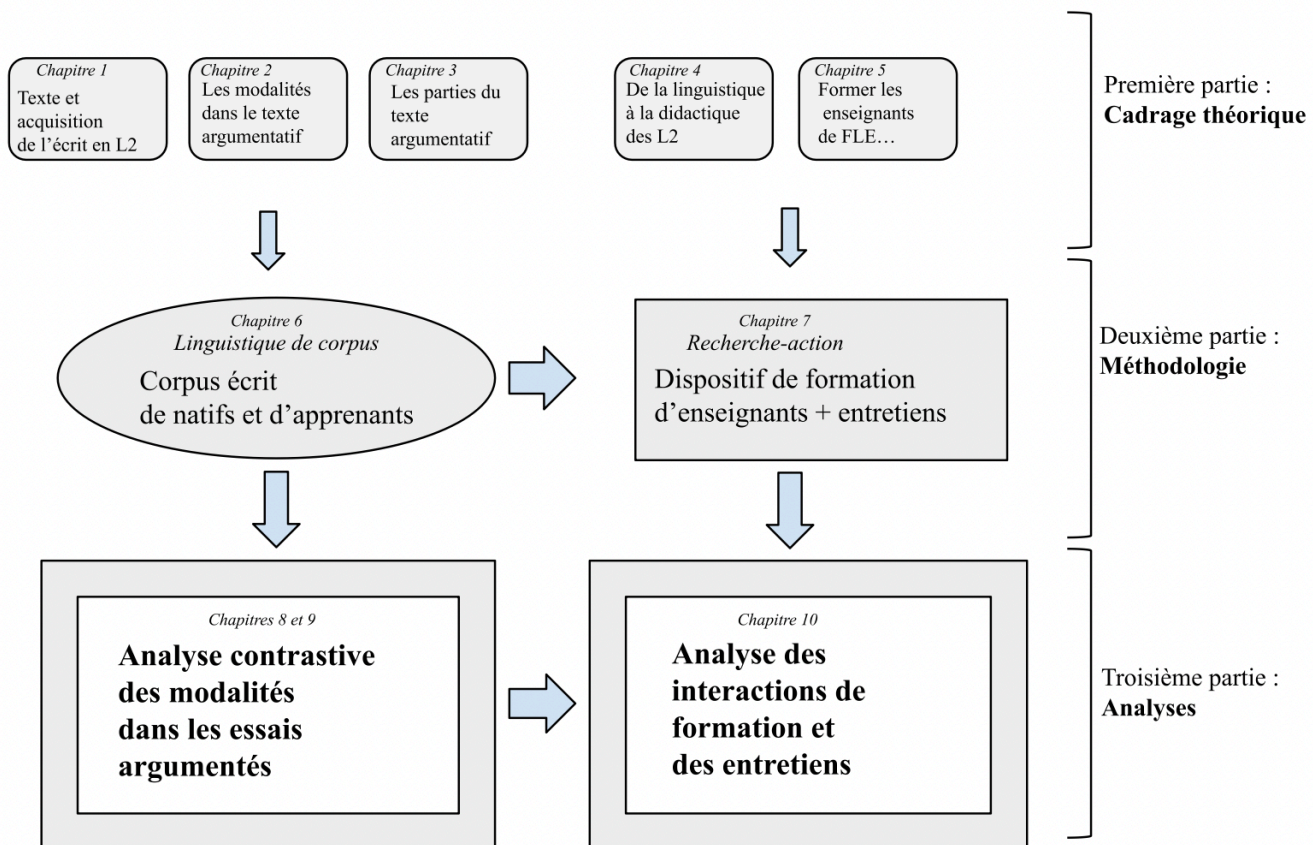 Chapitre 1
Texte et
acquisition
de l'écrit en L2
Chapitre 2
Les modalités
dans le texte
argumentatif
Chapitre 3
Les parties du
texte
argumentatif
Chapitre 4
De la linguistique
à la didactique
des L2
Chapitre 5
Former les
enseignants
de FLE…
Première partie :
Cadrage théorique
Chapitre 6
Linguistique de corpus
Corpus écrit
de natifs et d'apprenants
Chapitre 7
Recherche-action
Dispositif de formation
d'enseignants + entretiens
Deuxième partie :
Méthodologie
Chapitres 8 et 9
Analyse contrastive
des modalités
dans les essais
argumentés
Chapitre 10
Analyse des
interactions de
formation et
des entretiens
Troisième partie :
Analyses